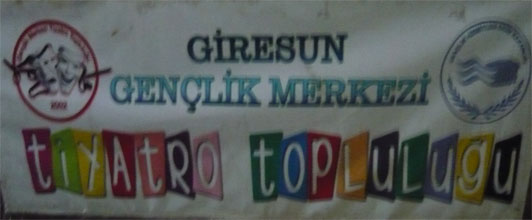 GİRESUN
GENÇLİK MERKEZİ
tiYAtRO topluluğu